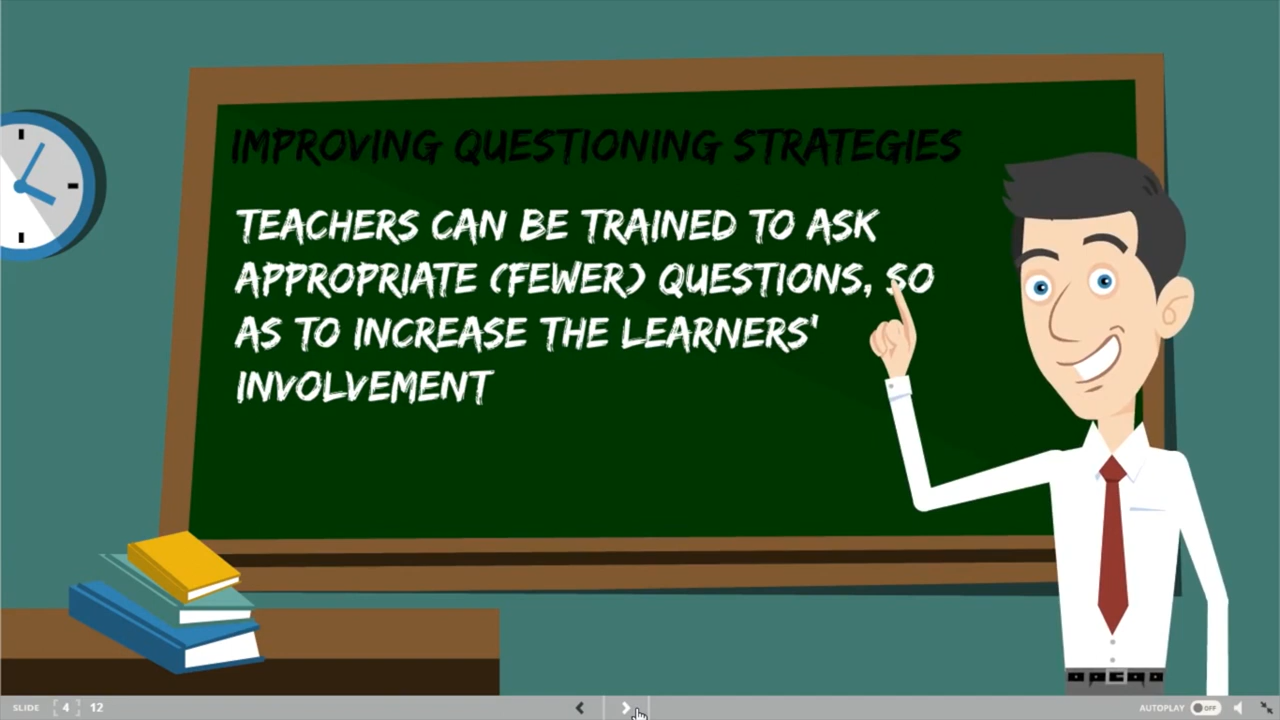 IMPROVING QUESTIONING STRATEGIES
TEACHERS CAN BE TRAINED TO ASK
APPROPRIATE (FEWER) QUESTIONS, SO
AS TO INCREASE THE LEARNERS'
INVOLVEMENT
SLIDE [ 4 ] 12
AUTOPLAY OFF